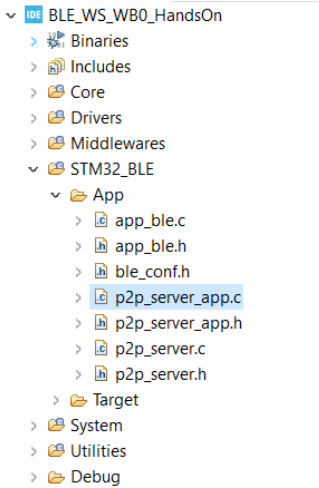 IDE BLE_WS_WB0_HandsOn
Binaries
Includes
Core
Drivers
Middlewares
STM32_BLE
App
.c app_ble.c
.h app_ble.h
.h ble_conf.h
.c p2p_server_app.c
.h p2p_server_app.h
.c p2p_server.c
.h p2p_server.h
Target
System
Utilities
Debug